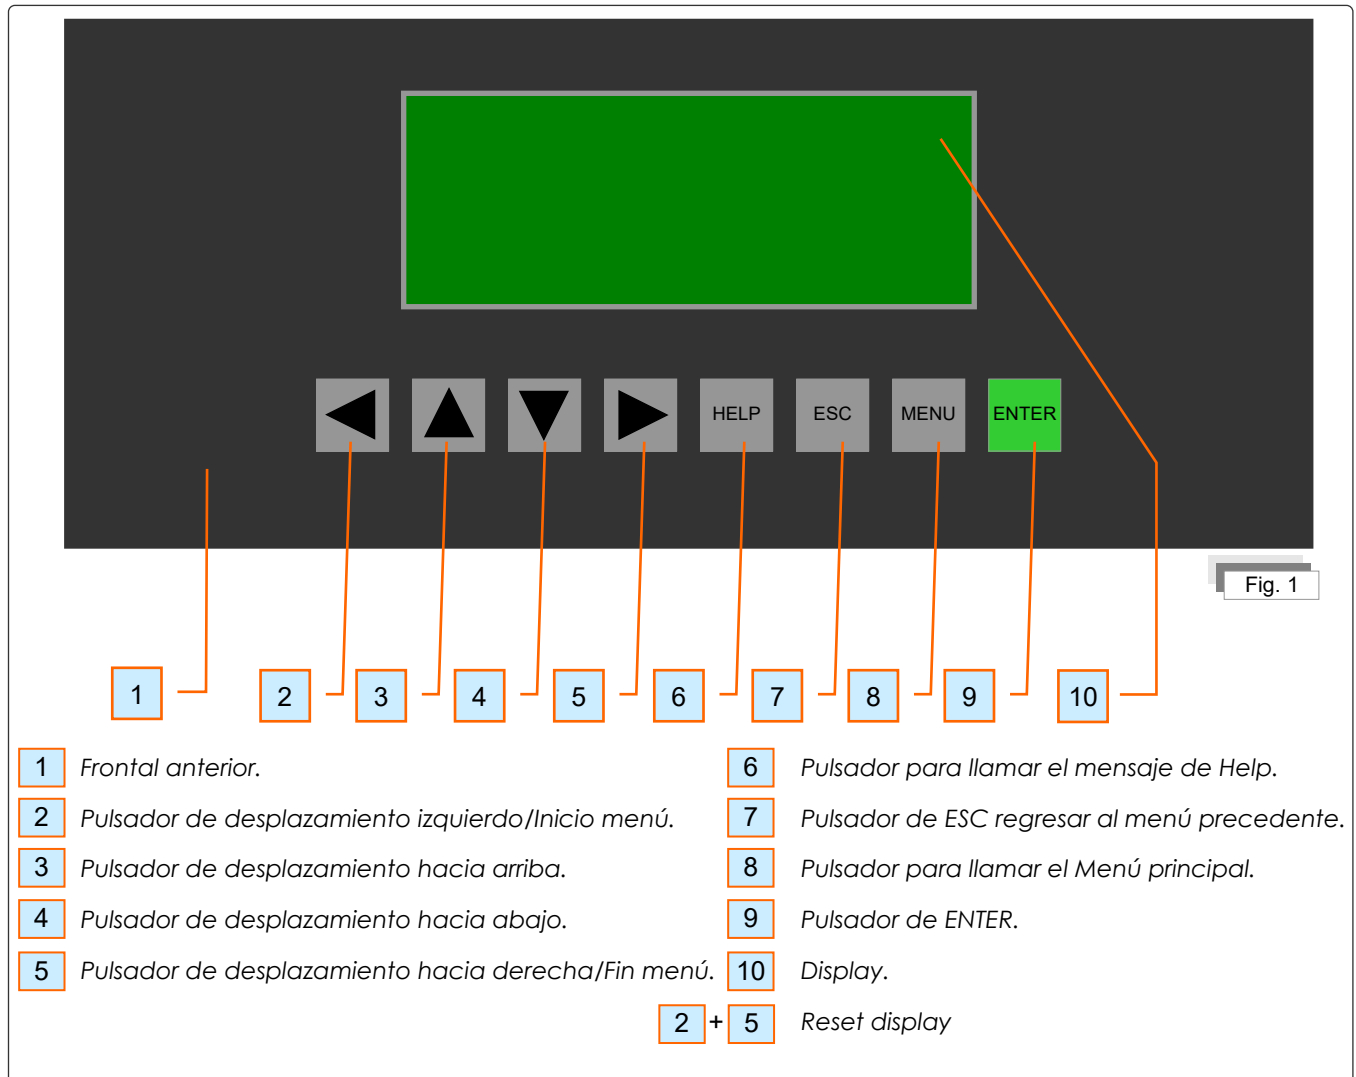 HELP
ESC
MENU
ENTER
Fig. 1
1
2
3
4
5
6
7
8
9
10
1 Frontal anterior.
2 Pulsador de desplazamiento izquierdo/Inicio menú.
3 Pulsador de desplazamiento hacia arriba.
4 Pulsador de desplazamiento hacia abajo.
5 Pulsador de desplazamiento hacia derecha/Fin menú.
6 Pulsador para llamar el mensaje de Help.
7 Pulsador de ESC regresar al menú precedente.
8 Pulsador para llamar el Menú principal.
9 Pulsador de ENTER.
10 Display.
2 + 5 Reset display